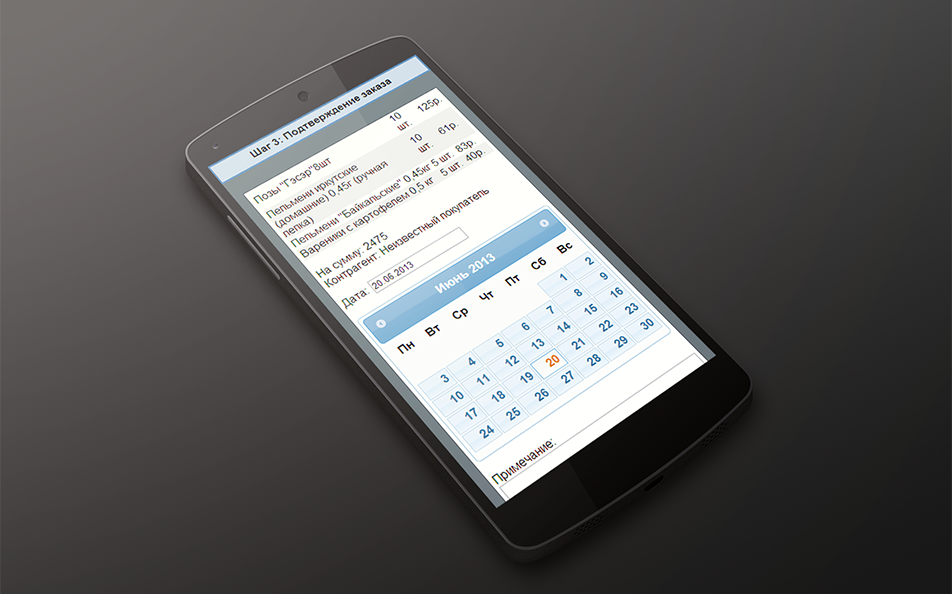 Шаг 3: Подтверждение заказа
Позы "Гэсэр"8шт 10 шт. 125р.
Пельмени иркутские
(домашние) 0,45г (ручная
лепка) 10 шт. 61р.
Пельмени "Байкальские" 0,45кг 5 шт. 83р.
Вареники с картофелем 0,5 кг 5 шт. 40р.
На сумму: 2475
Контрагент: Неизвестный покупатель
Дата: 20 06 2013
Июнь 2013
Пн Вт Ср Чт Пт Сб Вс
1 2
3 4 5 6 7 8 9
10 11 12 13 14 15 16
17 18 19 20 21 22 23
24 25 26 27 28 29 30
Примечание: